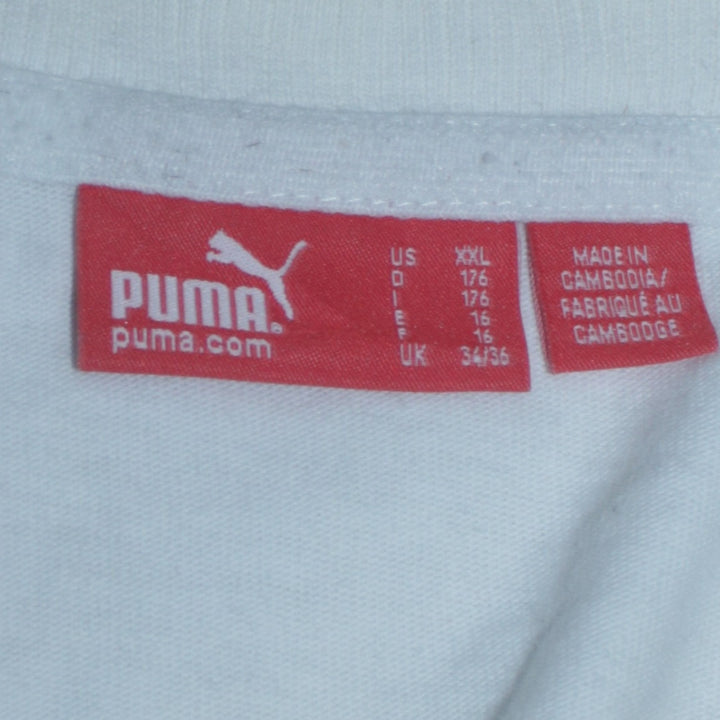 PUMA®
puma.com
US XXL
D 176
I 176
E 16
F 16
UK 34/36
MADE IN
CAMBODIA/
FABRIQUÉ AU
CAMBODGE